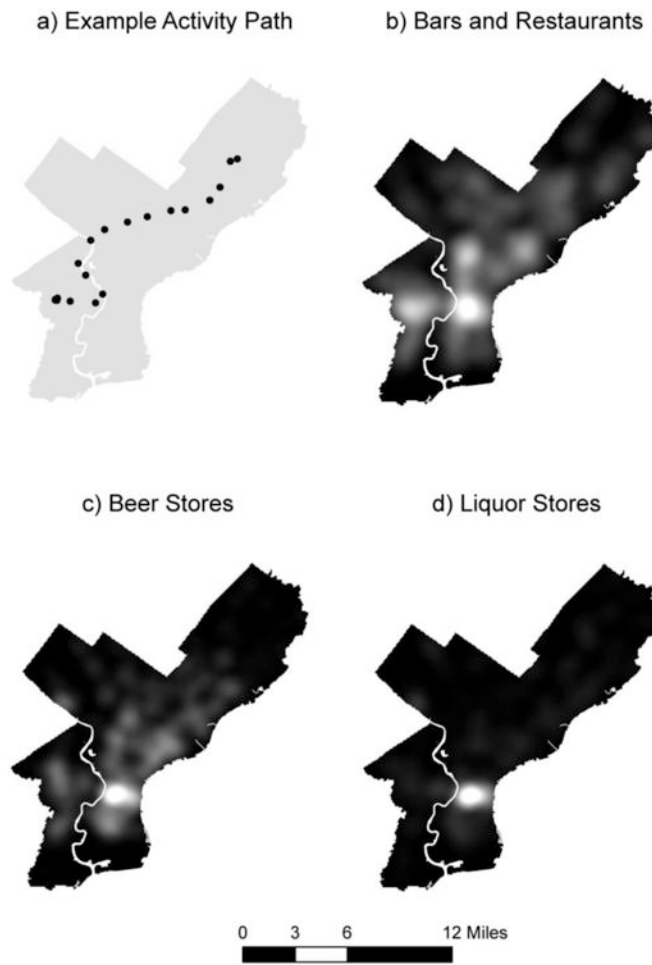 a) Example Activity Path
b) Bars and Restaurants
c) Beer Stores
d) Liquor Stores
0 3 6 12 Miles